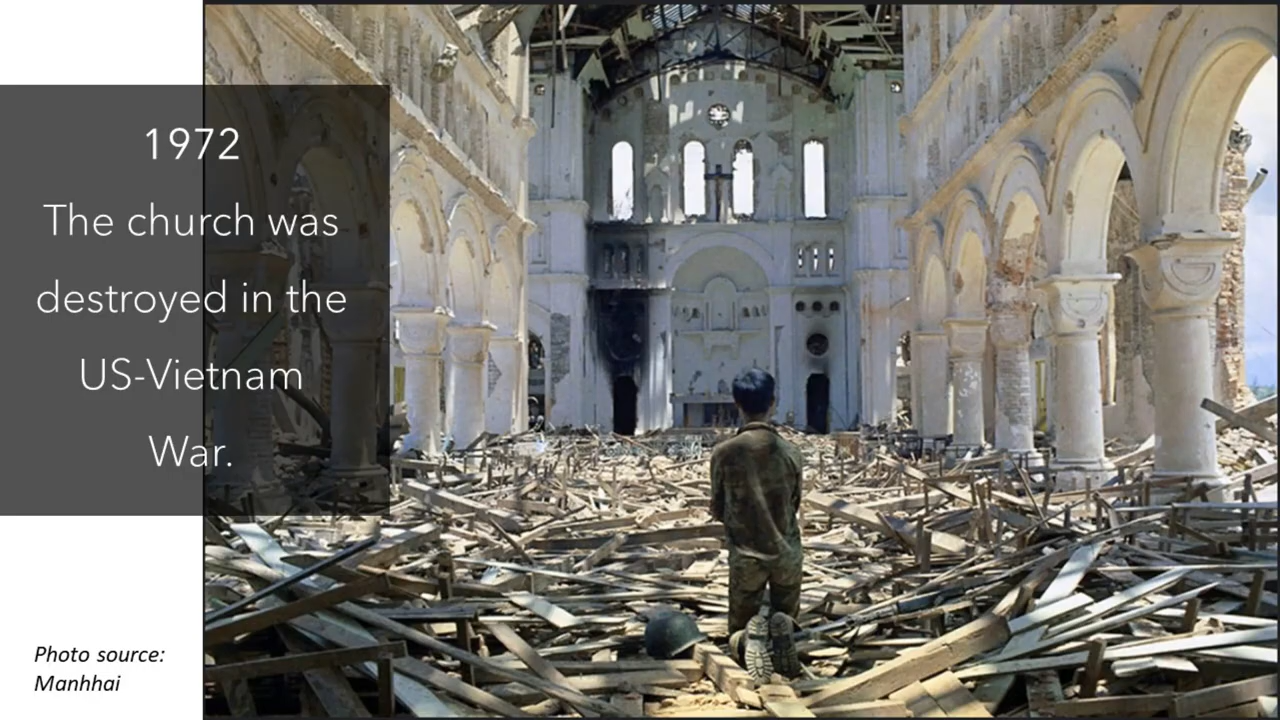 1972
The church was
destroyed in the
US-Vietnam
War.
Photo source:
Manhhai